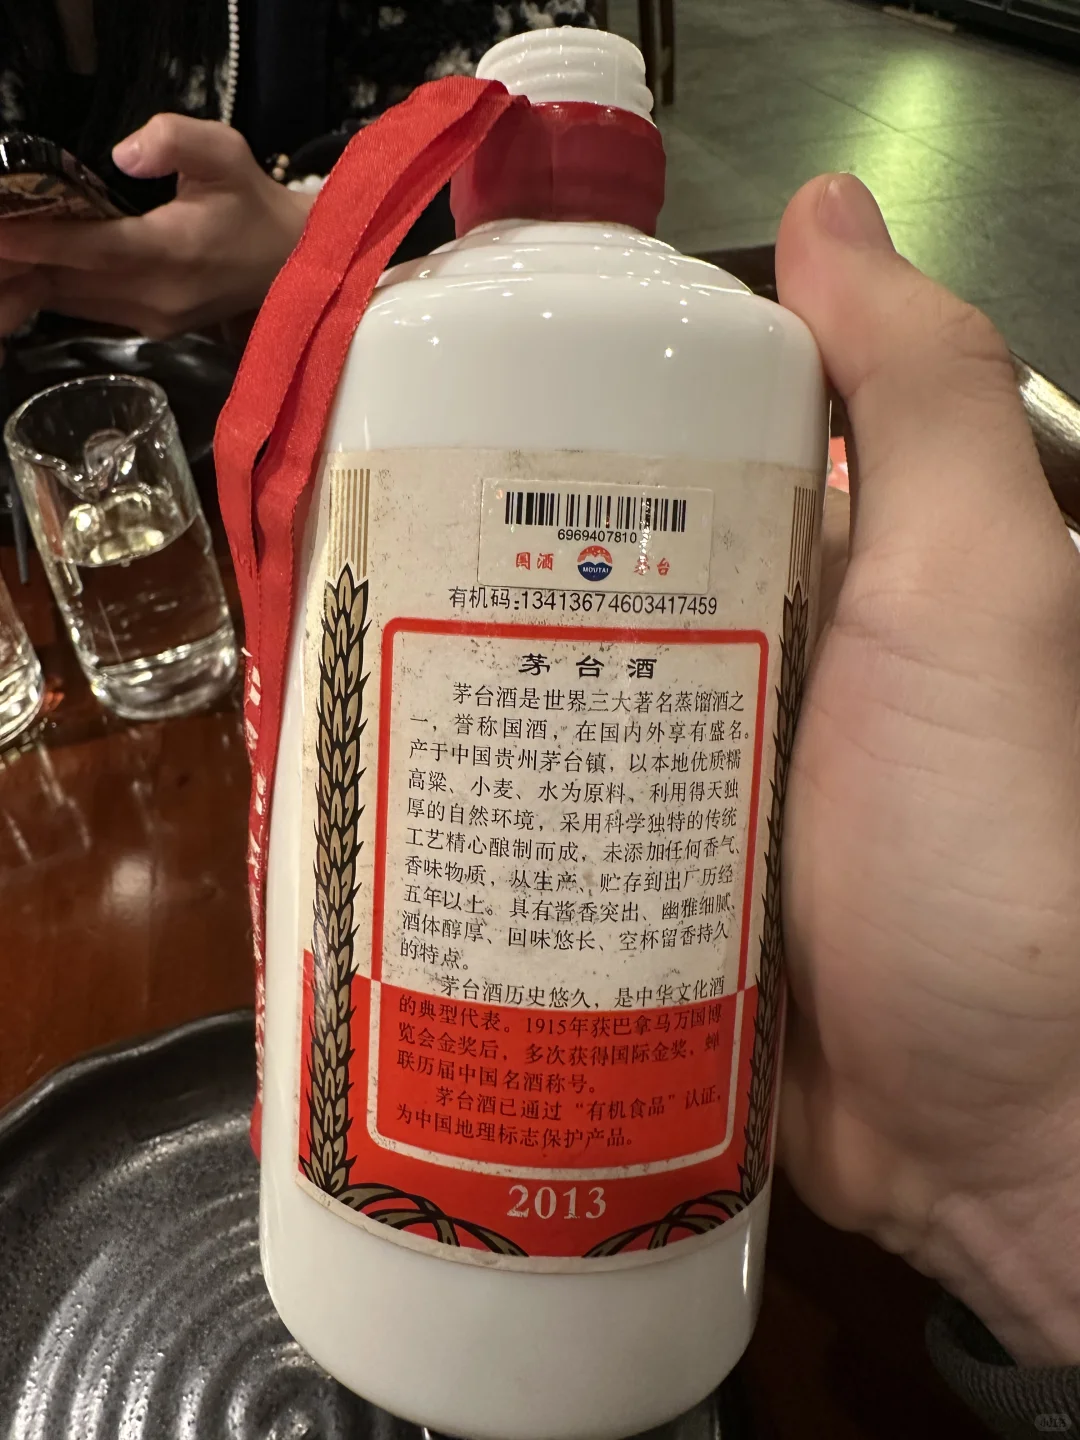 6969407810
国酒 MOUTAI 茅台
有机码:13413674603417459
茅台酒
茅台酒是世界三大著名蒸馏酒之
一，誉称国酒，在国内外享有盛名。
产于中国贵州茅台镇，以本地优质糯
高粱、小麦、水为原料，利用得天独
厚的自然环境，采用科学独特的传统
工艺精心酿制而成，未添加任何香气、
香味物质，从生产、贮存到出厂历经
五年以上。具有酱香突出、幽雅细腻、
酒体醇厚、回味悠长、空杯留香持久
的特点。
茅台酒历史悠久，是中华文化酒
的典型代表。1915年获巴拿马万国博
览会金奖后，多次获得国际金奖、蝉
联历届中国名酒称号。
茅台酒已通过“有机食品”认证，
为中国地理标志保护产品。
2013